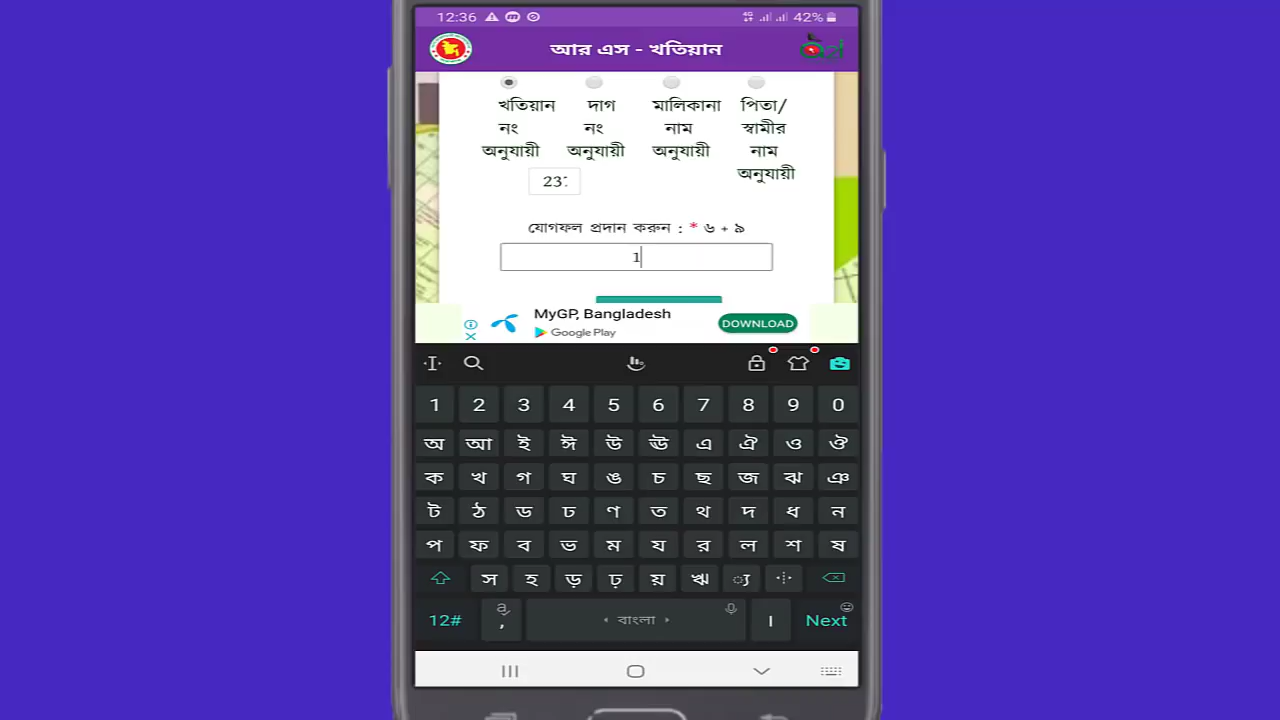 12:36 42%
আর এস - খতিয়ান
খতিয়ান নং অনুযায়ী
দাগ নং অনুযায়ী
মালিকানা নাম অনুযায়ী
পিতা/ স্বামীর নাম অনুযায়ী
যোগফল প্রদান করুন : * ৬ + ৯
1
MyGP, Bangladesh
Google Play
DOWNLOAD
1 2 3 4 5 6 7 8 9 0
অ আ ই ঈ উ ঊ এ ঐ ও ঔ
ক খ গ ঘ ঙ চ ছ জ ঝ ঞ
ট ঠ ড ঢ ণ ত থ দ ধ ন
প ফ ব ভ ম য র ল শ ষ
স হ ড় ঢ় য় ঋ ্য
12# , বাংলা । Next